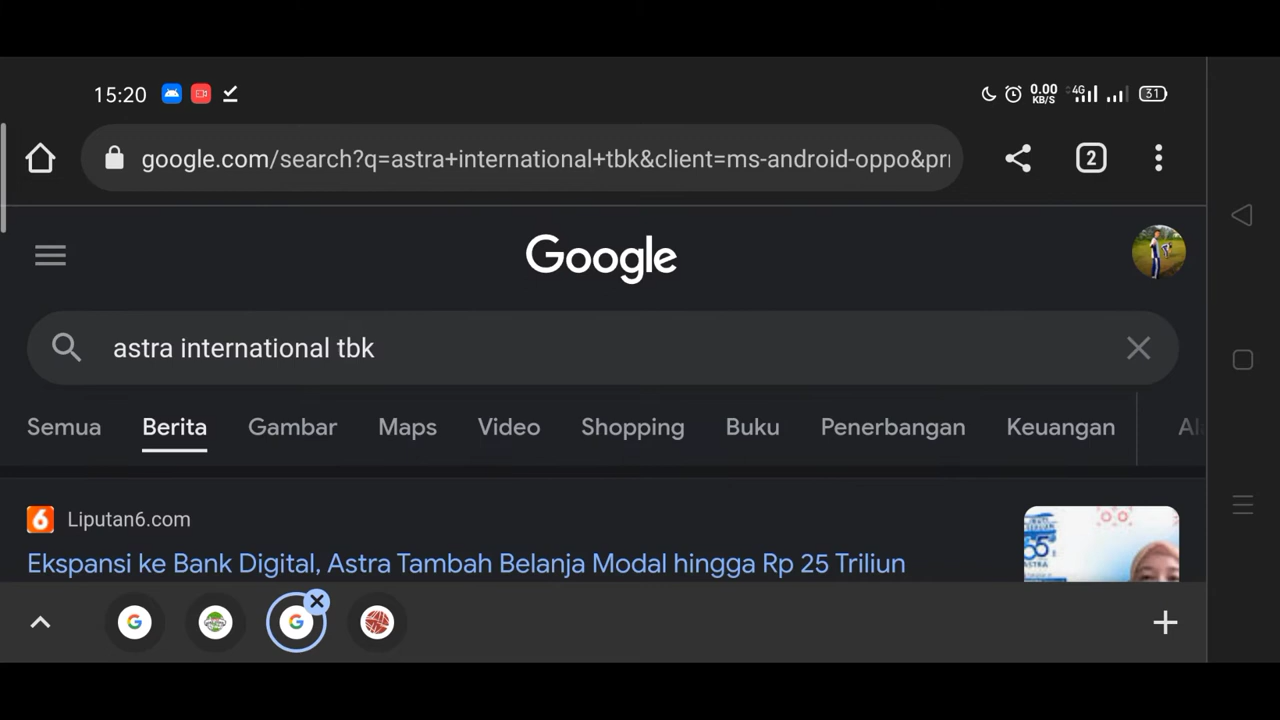 15:20
0.00
KB/S
4G
31
google.com/search?q=astra+international+tbk&client=ms-android-oppo&pr
2
Google
astra international tbk
Semua Berita Gambar Maps Video Shopping Buku Penerbangan Keuangan
Liputan6.com
Ekspansi ke Bank Digital, Astra Tambah Belanja Modal hingga Rp 25 Triliun
ASTRA